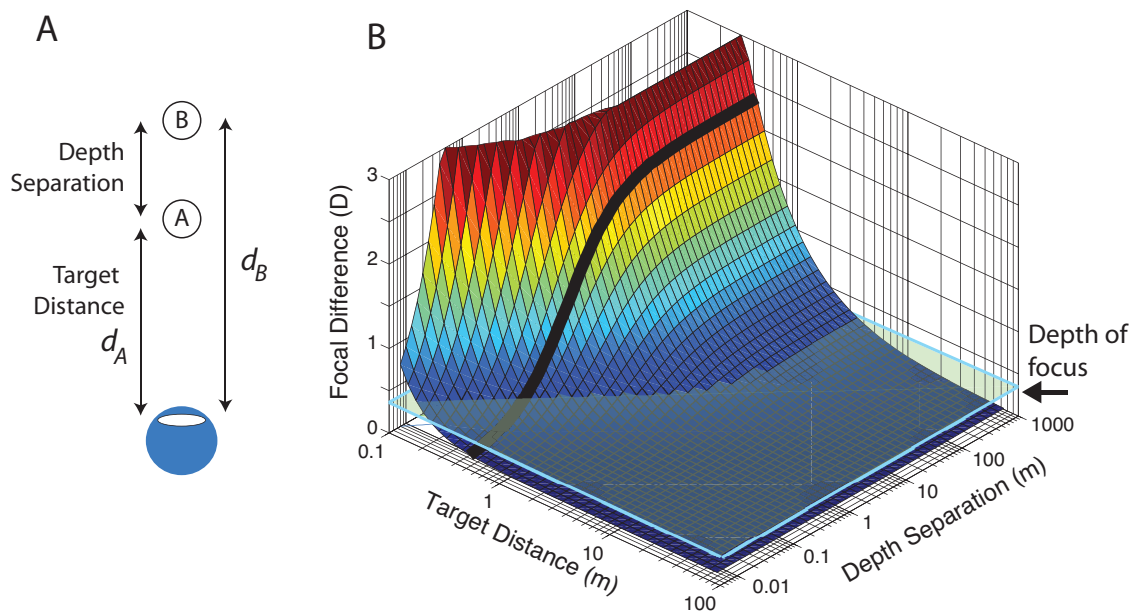 A
B
Depth
Separation
A
Target
Distance
d_A
d_B
B
Focal Difference (D)
3
2
1
0
0.1
1
10
100
Target Distance (m)
0.01
0.1
1
10
100
1000
Depth Separation (m)
Depth of
focus